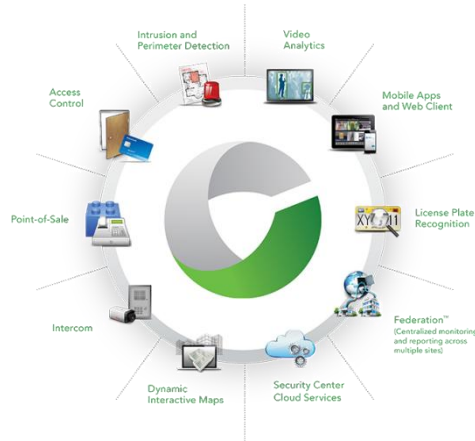 Intrusion and
Perimeter Detection
Video
Analytics
Access
Control
Mobile Apps
and Web Client
Point-of-Sale
License Plate
Recognition
Intercom
Federation™
(Centralized monitoring
and reporting across
multiple sites)
Dynamic
Interactive Maps
Security Center
Cloud Services